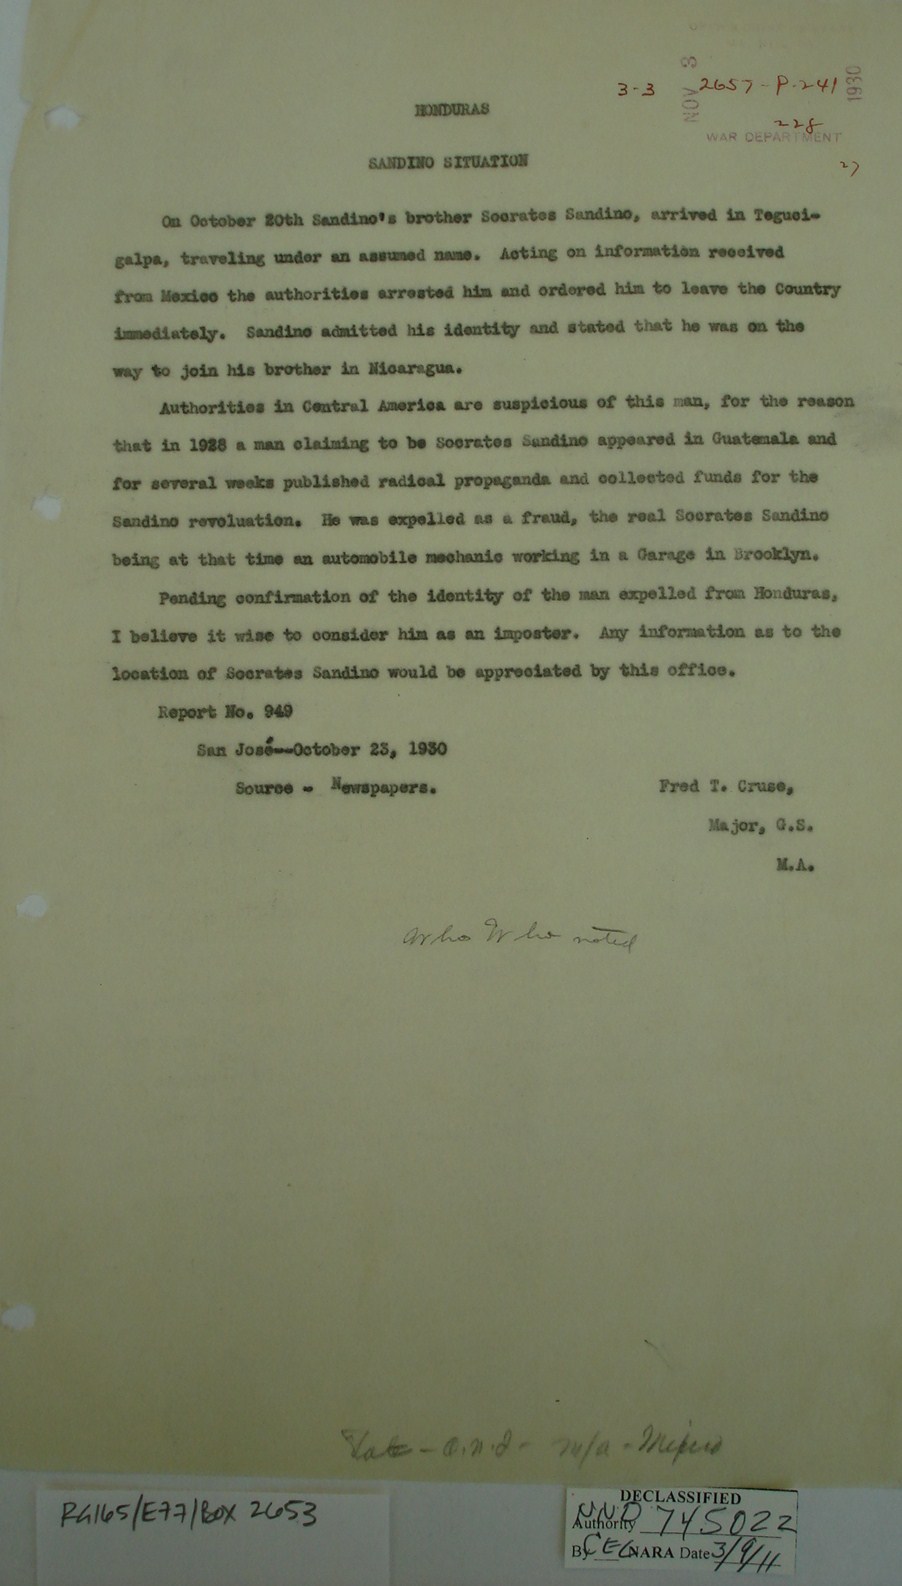 3-3 NOV 3 1930 2657-P-241
228
WAR DEPARTMENT
27
HONDURAS
SANDINO SITUATION
On October 20th Sandino's brother Socrates Sandino, arrived in Teguci-
galpa, traveling under an assumed name. Acting on information received
from Mexico the authorities arrested him and ordered him to leave the Country
immediately. Sandino admitted his identity and stated that he was on the
way to join his brother in Nicaragua.
Authorities in Central America are suspicious of this man, for the reason
that in 1928 a man claiming to be Socrates Sandino appeared in Guatemala and
for several weeks published radical propaganda and collected funds for the
Sandino revoluation. He was expelled as a fraud, the real Socrates Sandino
being at that time an automobile mechanic working in a Garage in Brooklyn.
Pending confirmation of the identity of the man expelled from Honduras,
I believe it wise to consider him as an imposter. Any information as to the
location of Socrates Sandino would be appreciated by this office.
Report No. 949
San José--October 23, 1930
Source - Newspapers.
Fred T. Cruse,
Major, G.S.
M.A.
Who Who noted
State - O.N.I - M/A - Mexico
RG165/E77/Box 2653
DECLASSIFIED
Authority NND 745022
By CEG NARA Date 3/9/11